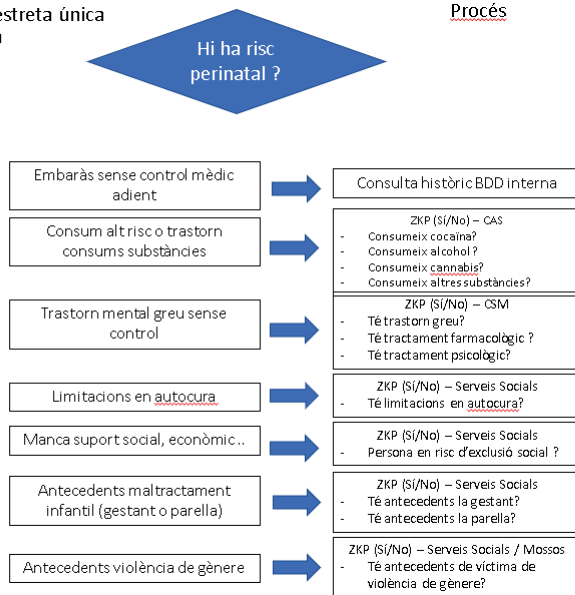 estreta única
Procés
Hi ha risc
perinatal ?
Embaràs sense control mèdic
adient
Consulta històric BDD interna
Consum alt risc o trastorn
consums substàncies
ZKP (Sí/No) – CAS
- Consumeix cocaïna?
- Consumeix alcohol ?
- Consumeix cannabis?
- Consumeix altres substàncies?
Trastorn mental greu sense
control
ZKP (Sí/No) – CSM
- Té trastorn greu?
- Té tractament farmacològic ?
- Té tractament psicològic?
Limitacions en autocura
ZKP (Sí/No) – Serveis Socials
- Té limitacions en autocura?
Manca suport social, econòmic ..
ZKP (Sí/No) – Serveis Socials
- Persona en risc d'exclusió social ?
Antecedents maltractament
infantil (gestant o parella)
ZKP (Sí/No) – Serveis Socials
- Té antecedents la gestant?
- Té antecedents la parella?
Antecedents violència de gènere
ZKP (Sí/No) – Serveis Socials / Mossos
- Té antecedents de víctima de
violència de gènere?